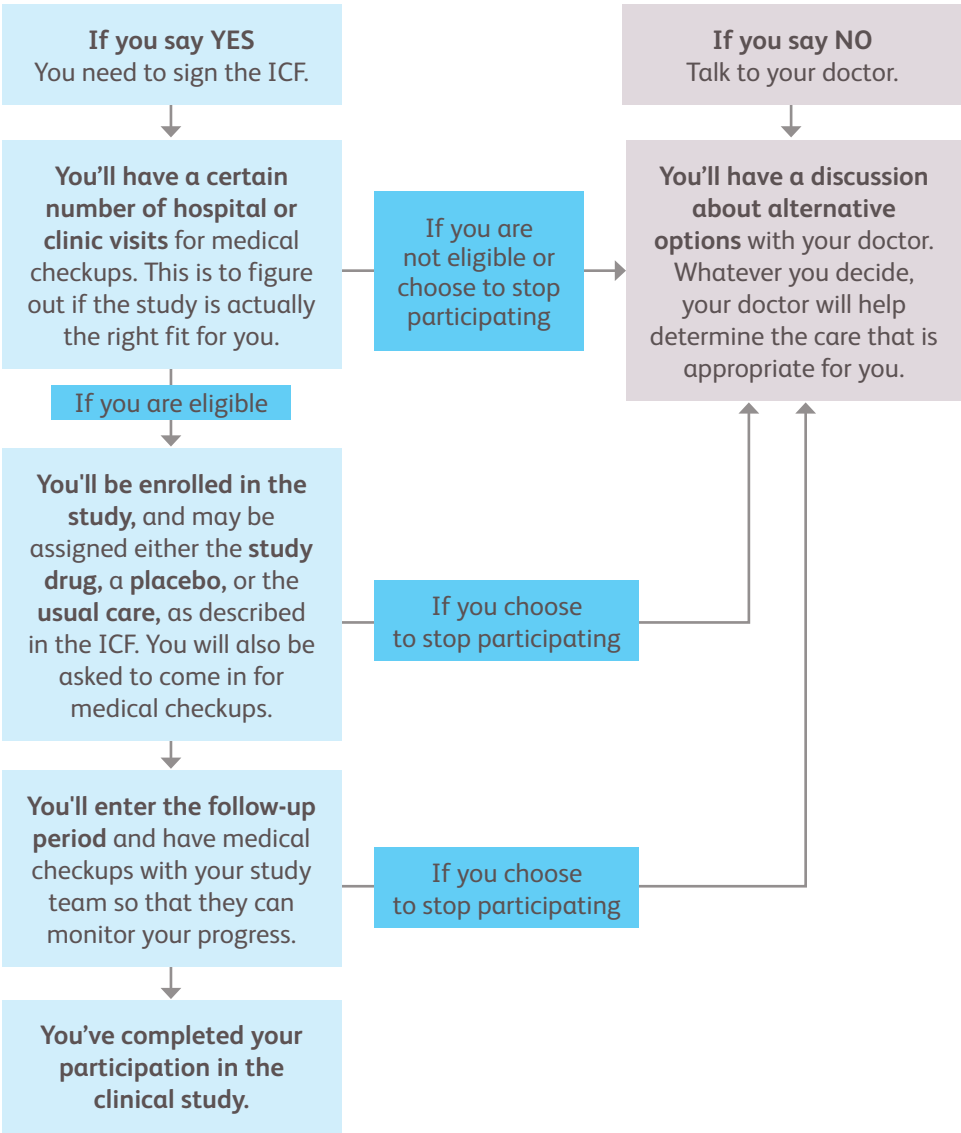 If you say YES
You need to sign the ICF.
If you say NO
Talk to your doctor.
You’ll have a certain
number of hospital or
clinic visits for medical
checkups. This is to figure
out if the study is actually
the right fit for you.
If you are
not eligible or
choose to stop
participating
You’ll have a discussion
about alternative
options with your doctor.
Whatever you decide,
your doctor will help
determine the care that is
appropriate for you.
If you are eligible
You'll be enrolled in the
study, and may be
assigned either the study
drug, a placebo, or the
usual care, as described
in the ICF. You will also be
asked to come in for
medical checkups.
If you choose
to stop participating
You'll enter the follow-up
period and have medical
checkups with your study
team so that they can
monitor your progress.
If you choose
to stop participating
You’ve completed your
participation in the
clinical study.